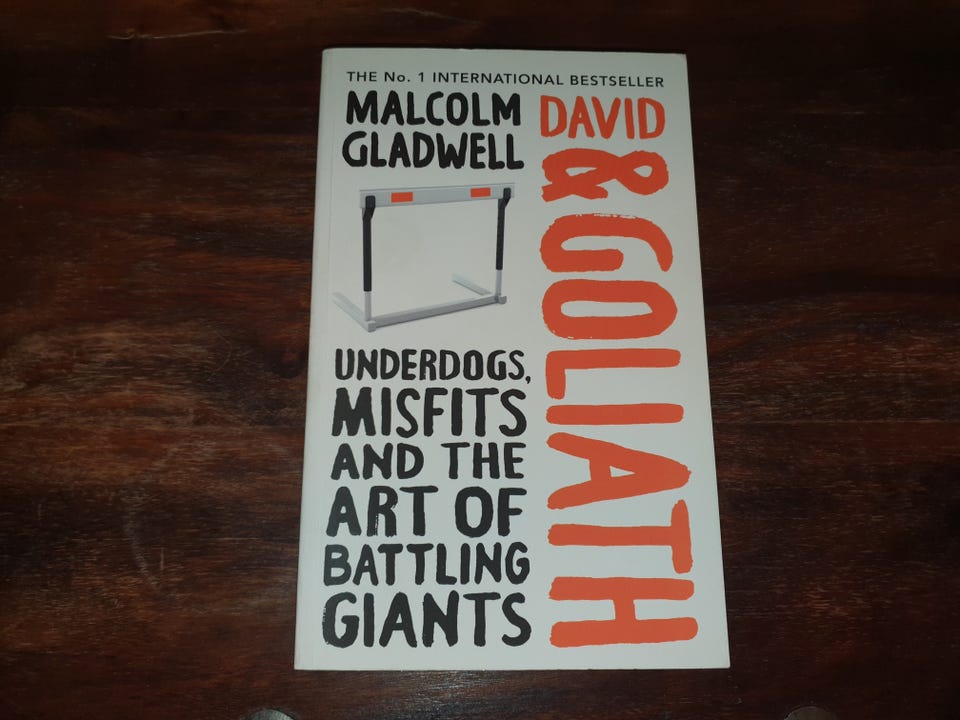 THE No. 1 INTERNATIONAL BESTSELLER
MALCOLM
GLADWELL
DAVID
& GOLIATH
UNDERDOGS,
MISFITS
AND THE
ART OF
BATTLING
GIANTS